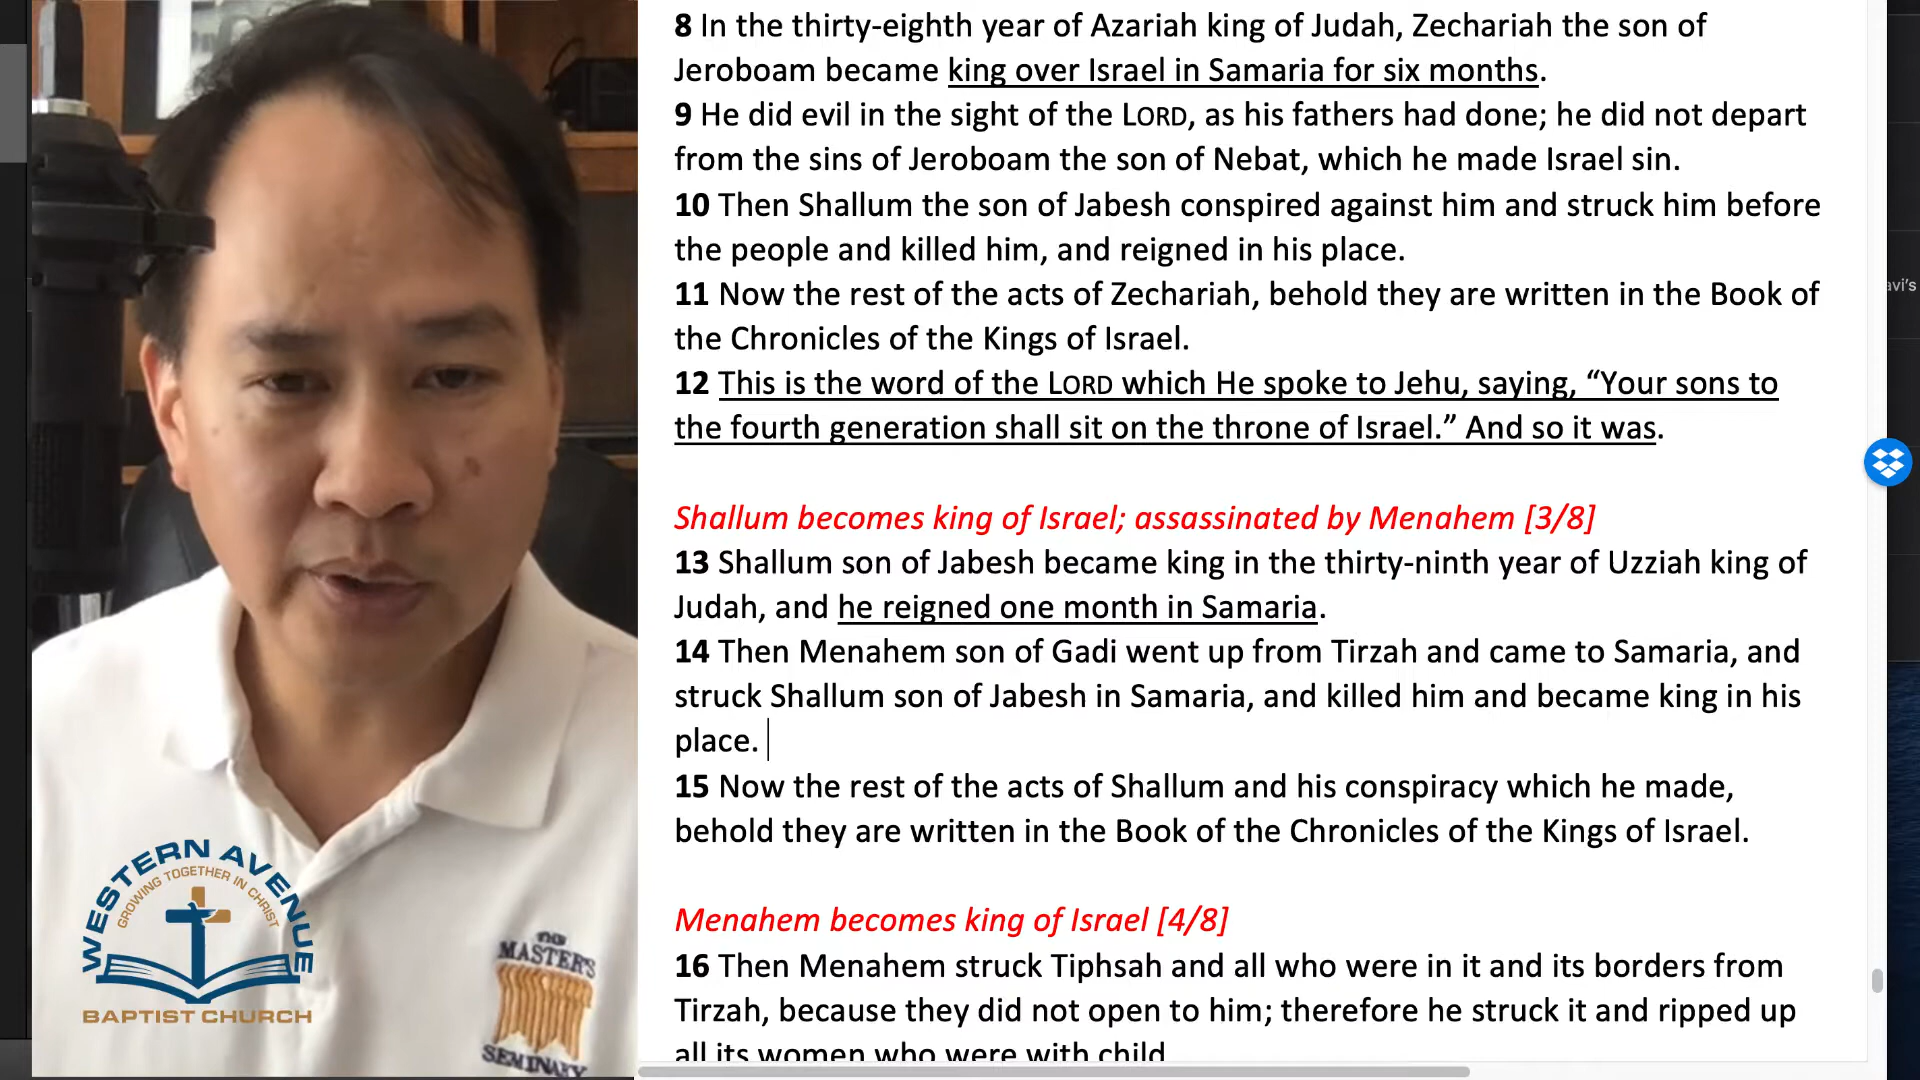 8 In the thirty-eighth year of Azariah king of Judah, Zechariah the son of
Jeroboam became king over Israel in Samaria for six months.
9 He did evil in the sight of the LORD, as his fathers had done; he did not depart
from the sins of Jeroboam the son of Nebat, which he made Israel sin.
10 Then Shallum the son of Jabesh conspired against him and struck him before
the people and killed him, and reigned in his place.
11 Now the rest of the acts of Zechariah, behold they are written in the Book of
the Chronicles of the Kings of Israel.
12 This is the word of the LORD which He spoke to Jehu, saying, “Your sons to
the fourth generation shall sit on the throne of Israel.” And so it was.
Shallum becomes king of Israel; assassinated by Menahem [3/8]
13 Shallum son of Jabesh became king in the thirty-ninth year of Uzziah king of
Judah, and he reigned one month in Samaria.
14 Then Menahem son of Gadi went up from Tirzah and came to Samaria, and
struck Shallum son of Jabesh in Samaria, and killed him and became king in his
place.
15 Now the rest of the acts of Shallum and his conspiracy which he made,
behold they are written in the Book of the Chronicles of the Kings of Israel.
Menahem becomes king of Israel [4/8]
16 Then Menahem struck Tiphsah and all who were in it and its borders from
Tirzah, because they did not open to him; therefore he struck it and ripped up
all its women who were with child
WESTERN AVENUE
GROWING TOGETHER IN CHRIST
BAPTIST CHURCH
THE
MASTER'S
SEMINARY
avi’s